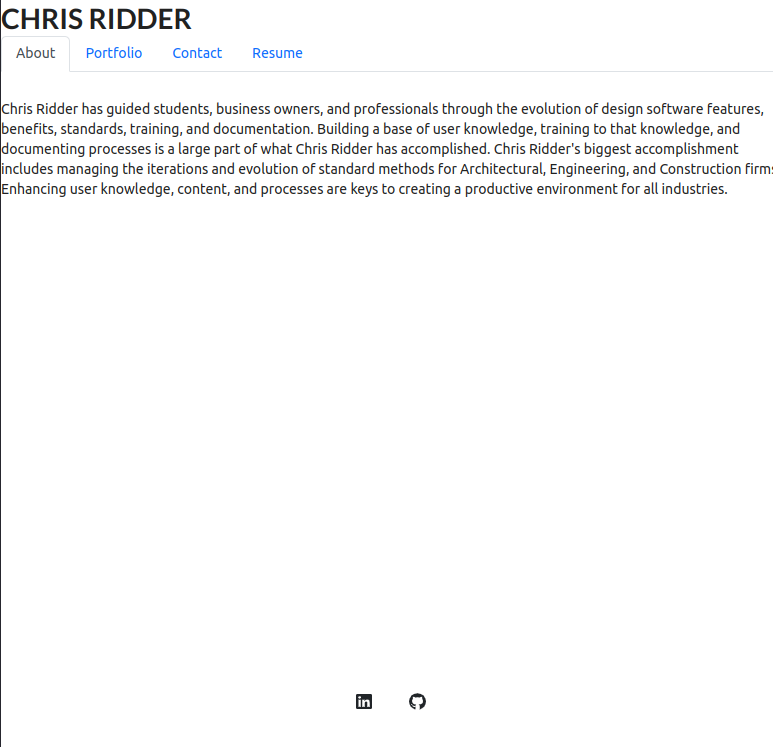 CHRIS RIDDER
About Portfolio Contact Resume
Chris Ridder has guided students, business owners, and professionals through the evolution of design software features,
benefits, standards, training, and documentation. Building a base of user knowledge, training to that knowledge, and
documenting processes is a large part of what Chris Ridder has accomplished. Chris Ridder's biggest accomplishment
includes managing the iterations and evolution of standard methods for Architectural, Engineering, and Construction firms
Enhancing user knowledge, content, and processes are keys to creating a productive environment for all industries.
in